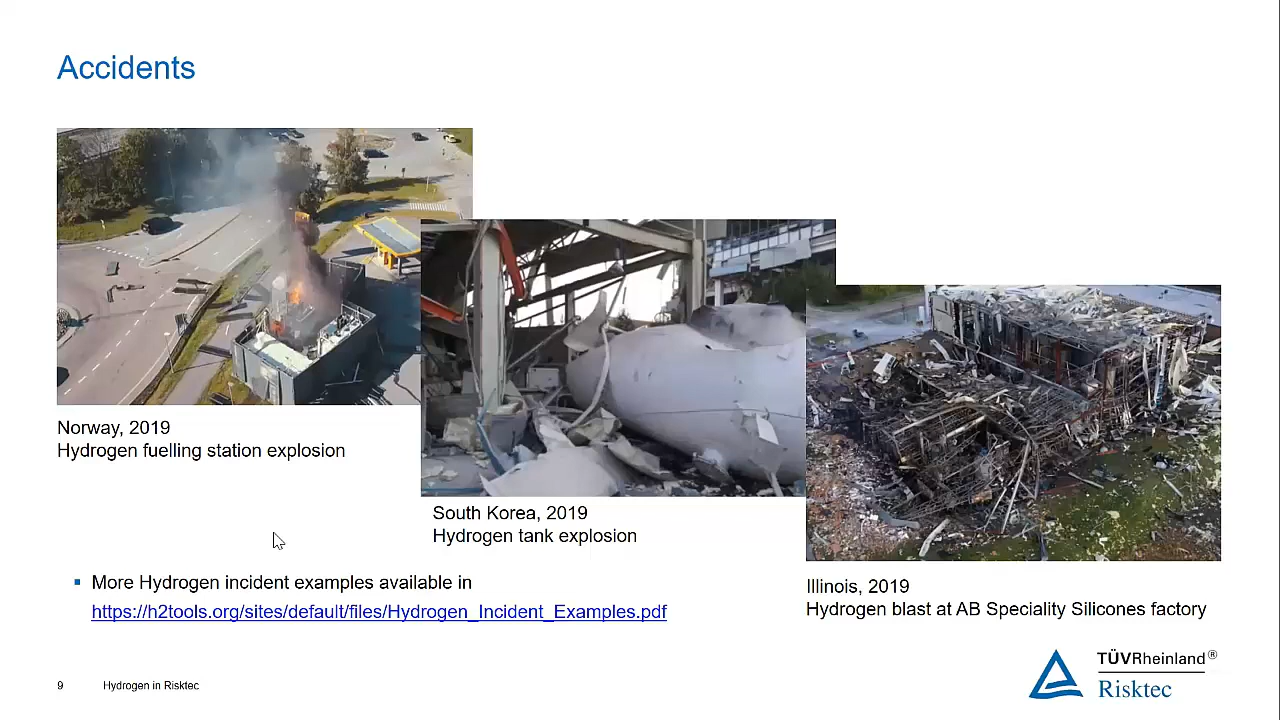 Accidents
Norway, 2019
Hydrogen fuelling station explosion
South Korea, 2019
Hydrogen tank explosion
Illinois, 2019
Hydrogen blast at AB Speciality Silicones factory
More Hydrogen incident examples available in
https://h2tools.org/sites/default/files/Hydrogen_Incident_Examples.pdf
TÜVRheinland®
Risktec
9 Hydrogen in Risktec